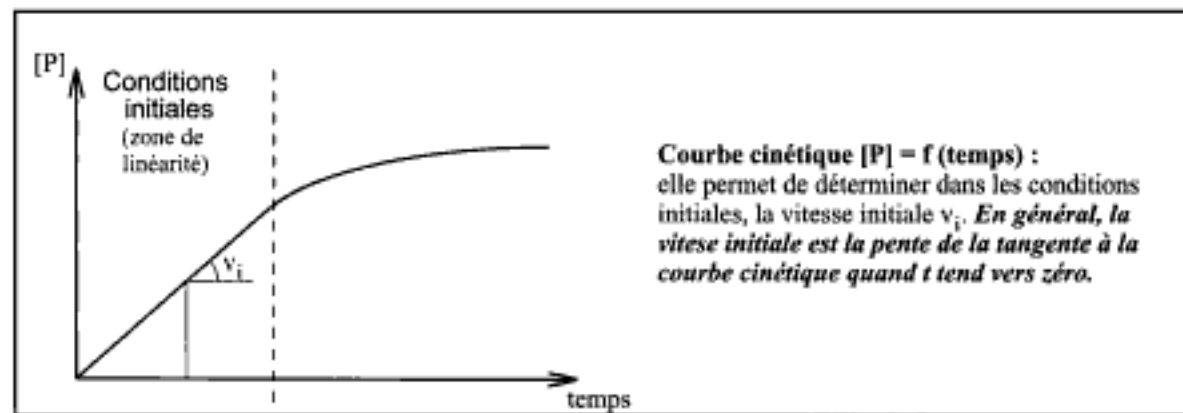 [P]
Conditions
initiales
(zone de
linéarité)
v_i
temps
Courbe cinétique [P] = f (temps) :
elle permet de déterminer dans les conditions
initiales, la vitesse initiale v_i. En général, la
vitese initiale est la pente de la tangente à la
courbe cinétique quand t tend vers zéro.